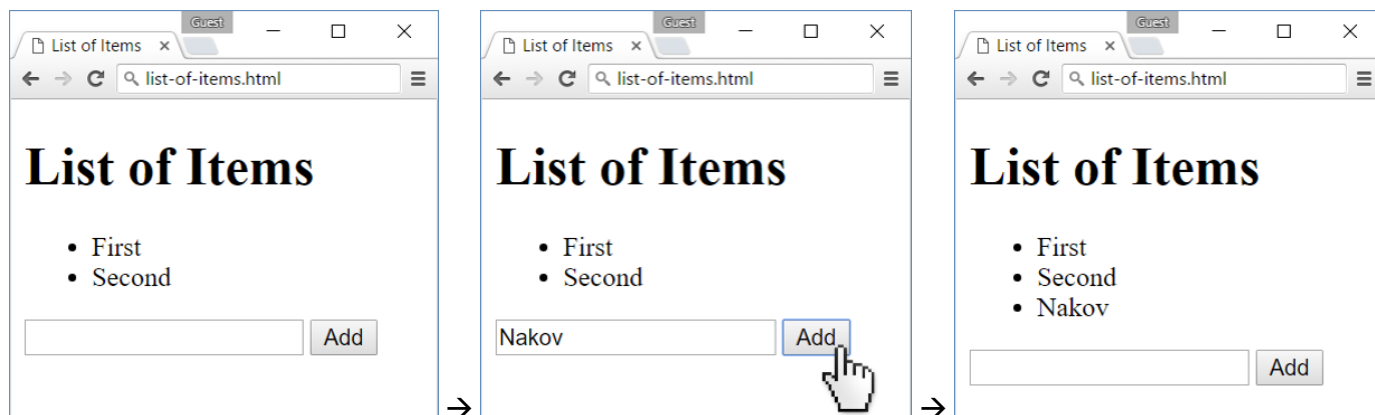 Guest
List of Items
list-of-items.html
List of Items
• First
• Second
Add
→
Guest
List of Items
list-of-items.html
List of Items
• First
• Second
Nakov Add
→
Guest
List of Items
list-of-items.html
List of Items
• First
• Second
• Nakov
Add